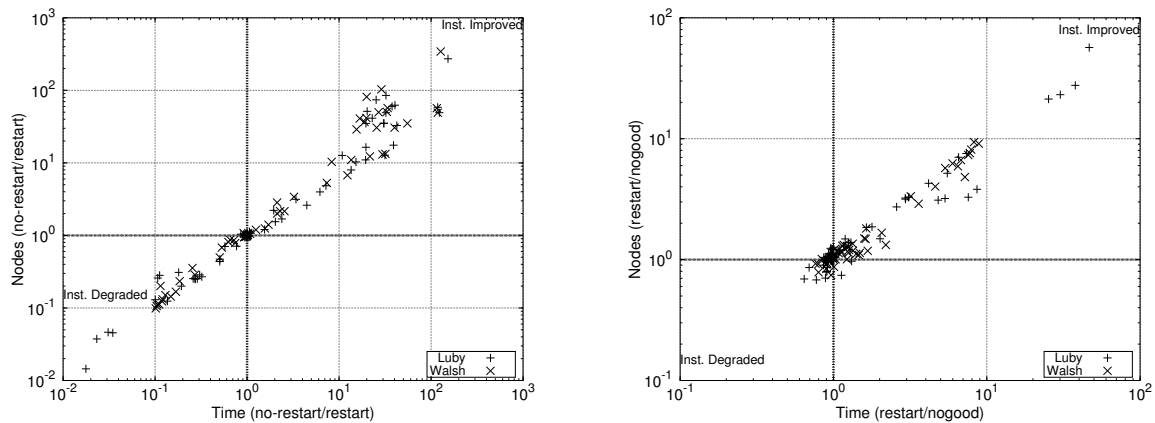 10^3
Inst. Improved
10^2
10^1
10^0
10^-1
Inst. Degraded
10^-2
10^-2 10^-1 10^0 10^1 10^2 10^3
Nodes (no-restart/restart)
Time (no-restart/restart)
Luby +
Walsh ×
10^2
Inst. Improved
10^1
10^0
Inst. Degraded
10^-1
10^-1 10^0 10^1 10^2
Nodes (restart/nogood)
Time (restart/nogood)
Luby +
Walsh ×